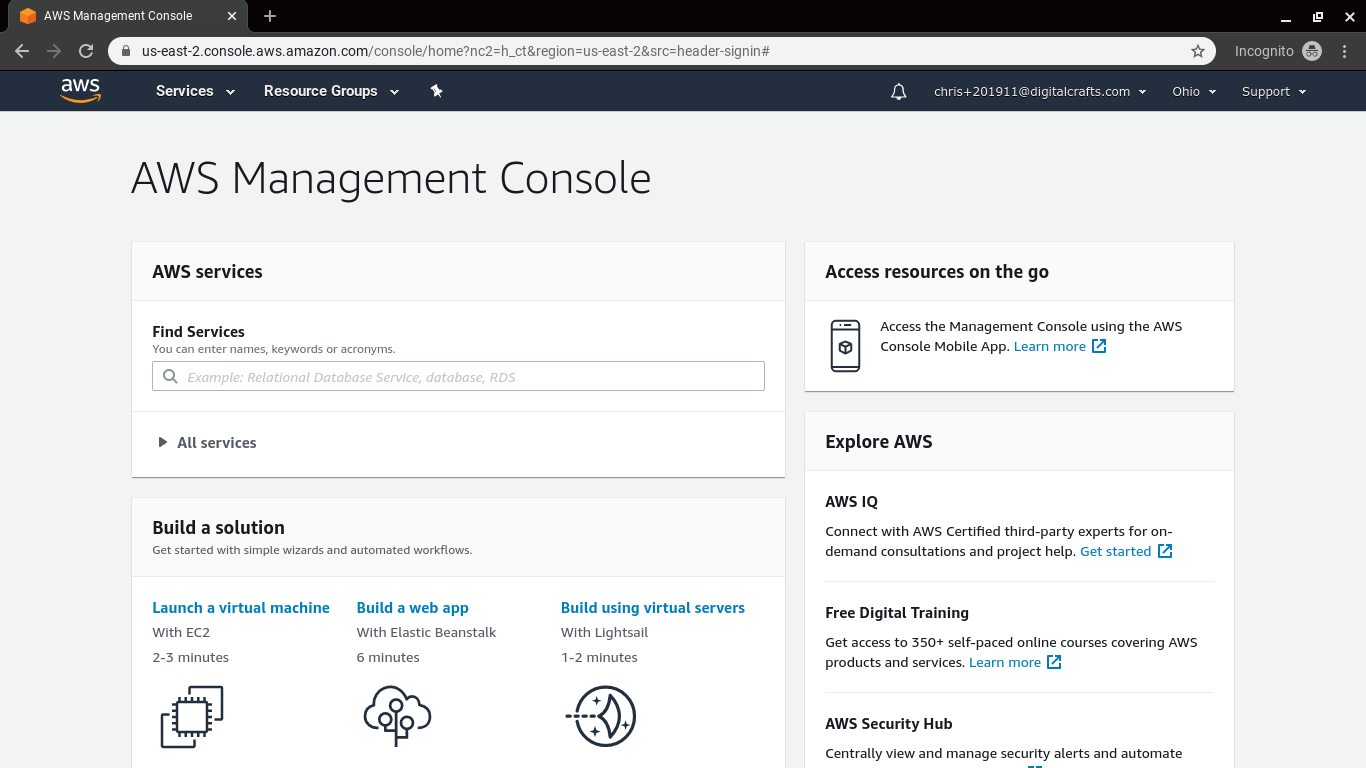 AWS Management Console
us-east-2.console.aws.amazon.com/console/home?nc2=h_ct&region=us-east-2&src=header-signin#
Incognito
aws
Services
Resource Groups
chris+201911@digitalcrafts.com
Ohio
Support
AWS Management Console
AWS services
Find Services
You can enter names, keywords or acronyms.
Example: Relational Database Service, database, RDS
All services
Build a solution
Get started with simple wizards and automated workflows.
Launch a virtual machine
With EC2
2-3 minutes
Build a web app
With Elastic Beanstalk
6 minutes
Build using virtual servers
With Lightsail
1-2 minutes
Access resources on the go
Access the Management Console using the AWS
Console Mobile App. Learn more
Explore AWS
AWS IQ
Connect with AWS Certified third-party experts for on-
demand consultations and project help. Get started
Free Digital Training
Get access to 350+ self-paced online courses covering AWS
products and services. Learn more
AWS Security Hub
Centrally view and manage security alerts and automate